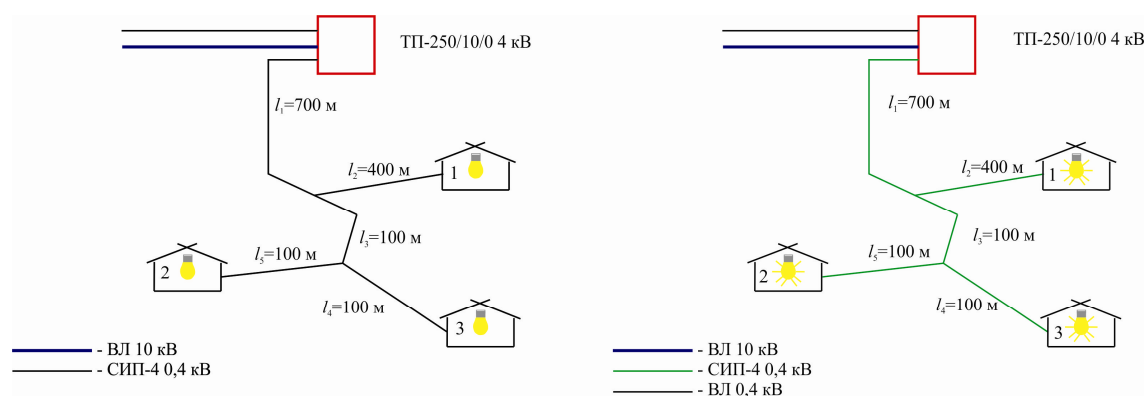 ТП-250/10/0 4 кВ
l1=700 м
l2=400 м
1
l3=100 м
l5=100 м
2
l4=100 м
3
- ВЛ 10 кВ
- СИП-4 0,4 кВ
ТП-250/10/0 4 кВ
l1=700 м
l2=400 м
1
l3=100 м
l5=100 м
2
l4=100 м
3
- ВЛ 10 кВ
- СИП-4 0,4 кВ
- ВЛ 0,4 кВ